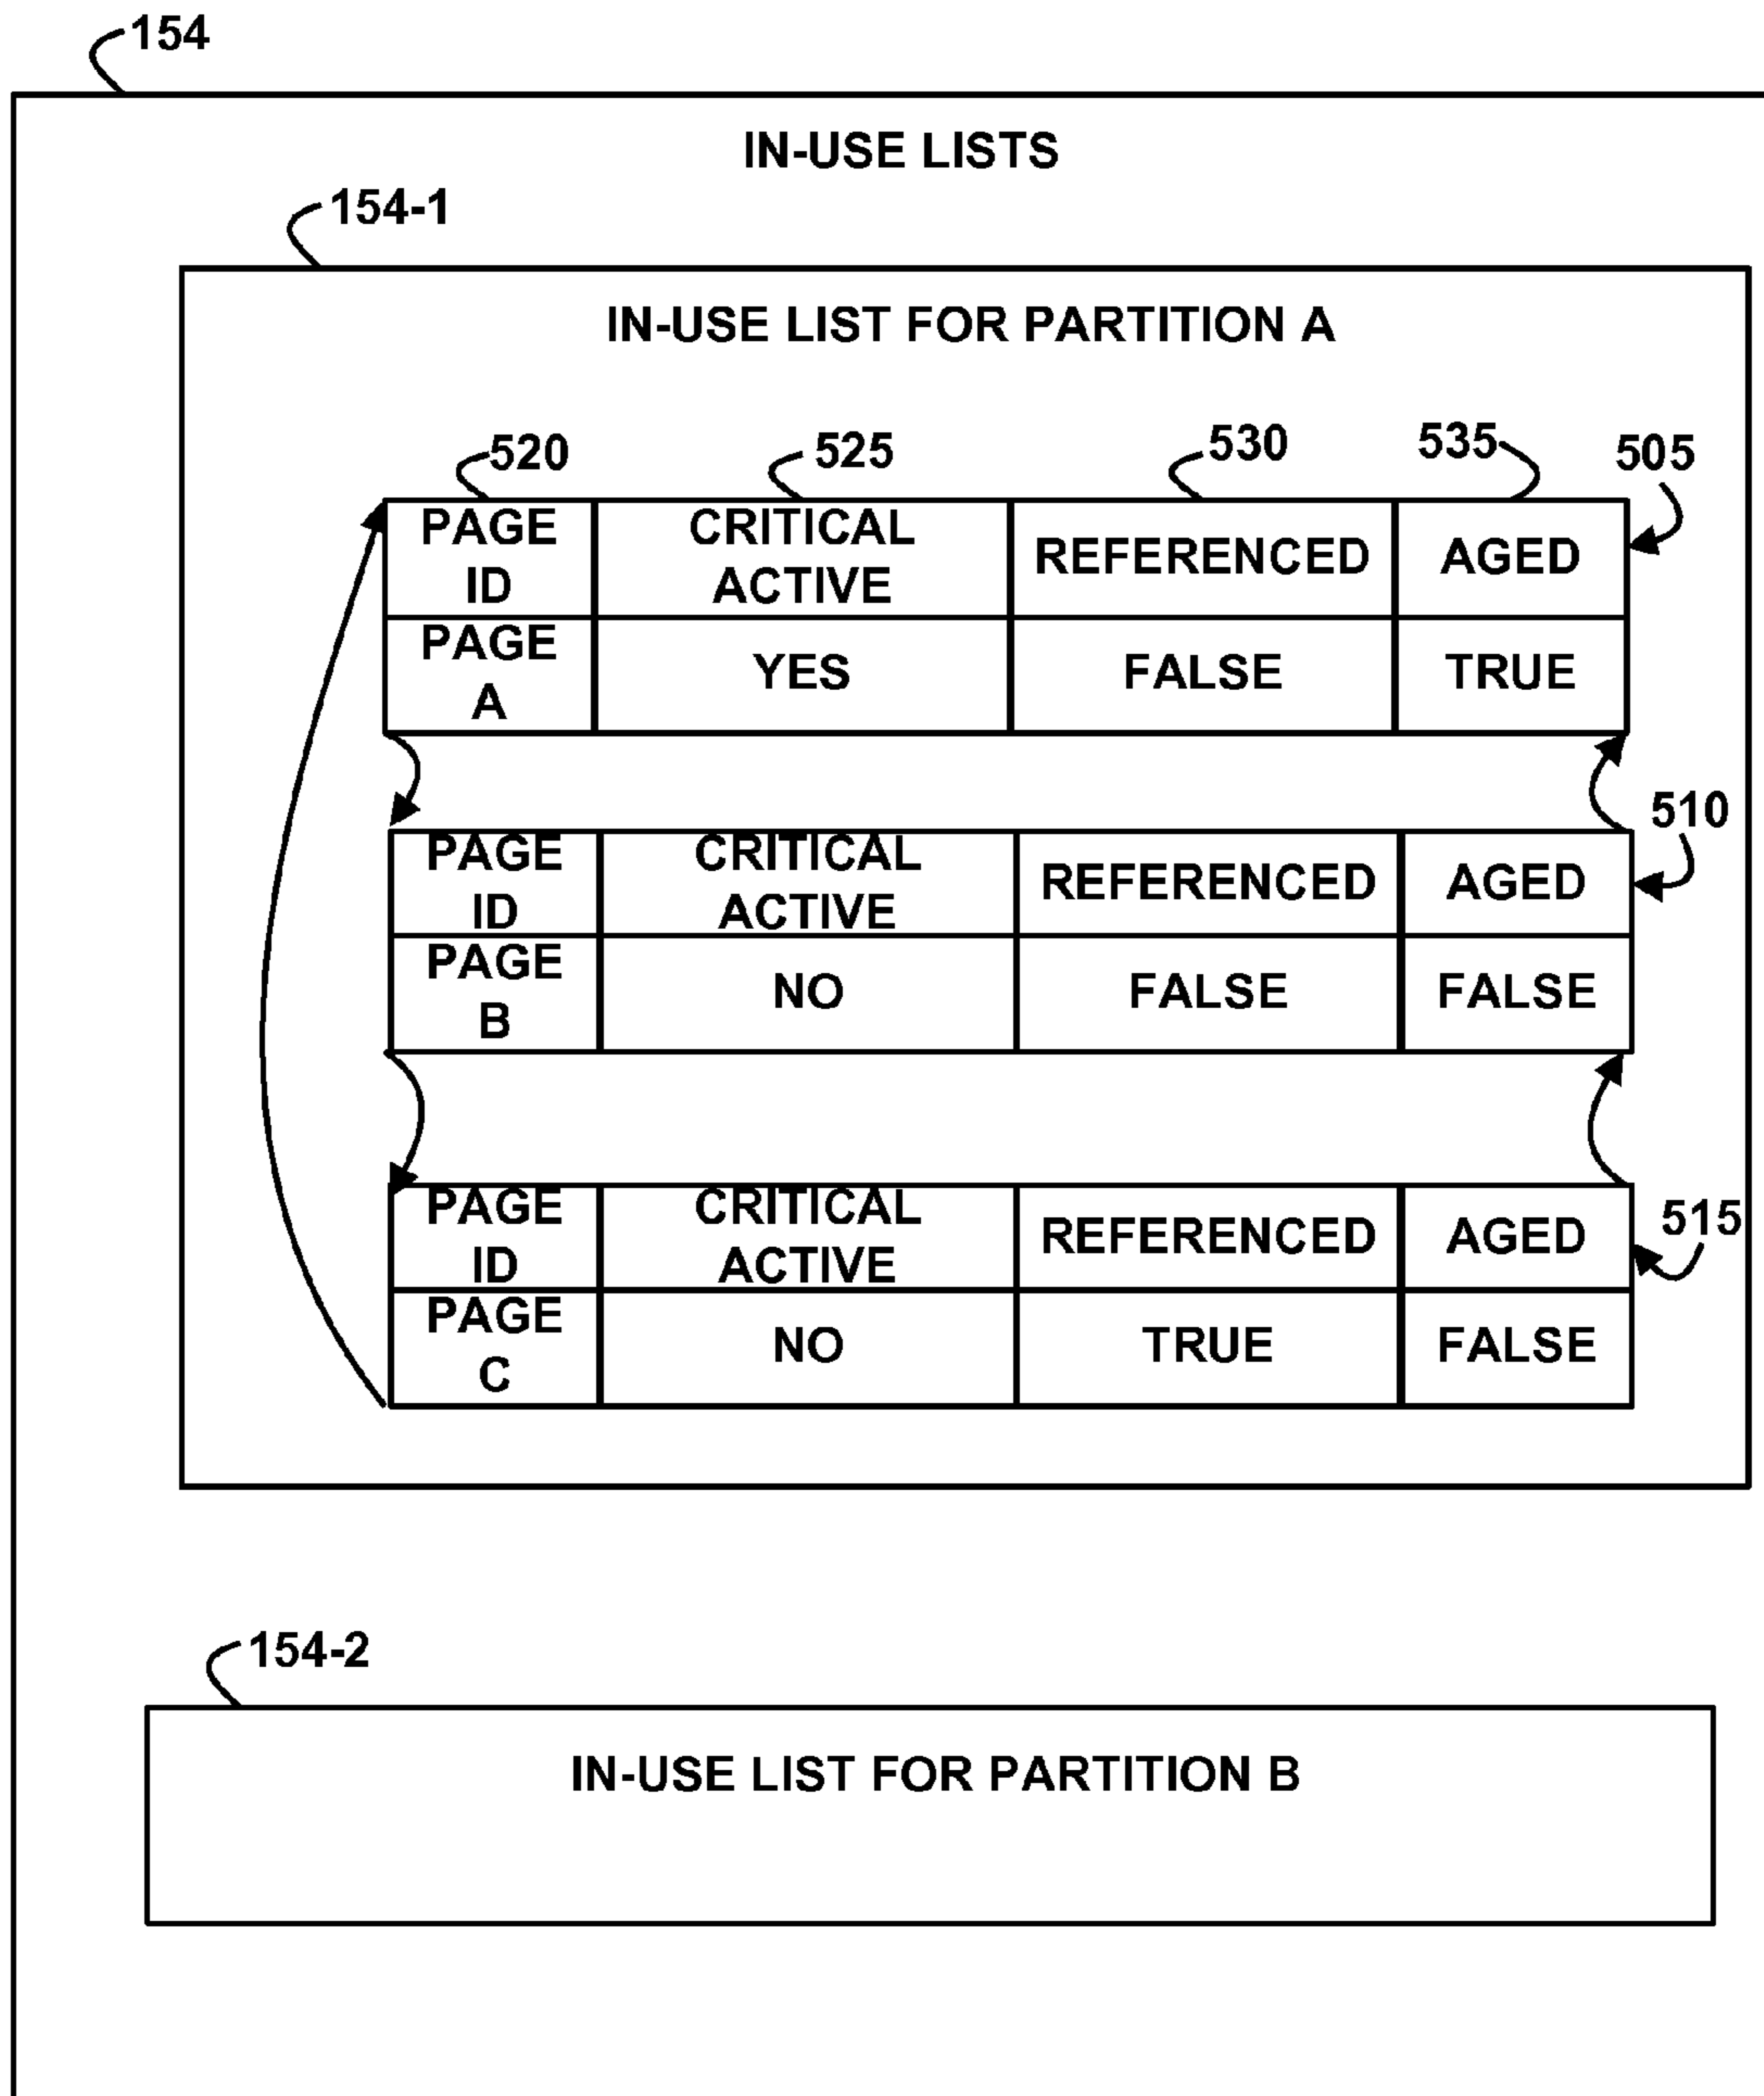 154
IN-USE LISTS
154-1
IN-USE LIST FOR PARTITION A
520 525 530 535 505
PAGE ID CRITICAL ACTIVE REFERENCED AGED
PAGE A YES FALSE TRUE
510
PAGE ID CRITICAL ACTIVE REFERENCED AGED
PAGE B NO FALSE FALSE
515
PAGE ID CRITICAL ACTIVE REFERENCED AGED
PAGE C NO TRUE FALSE
154-2
IN-USE LIST FOR PARTITION B